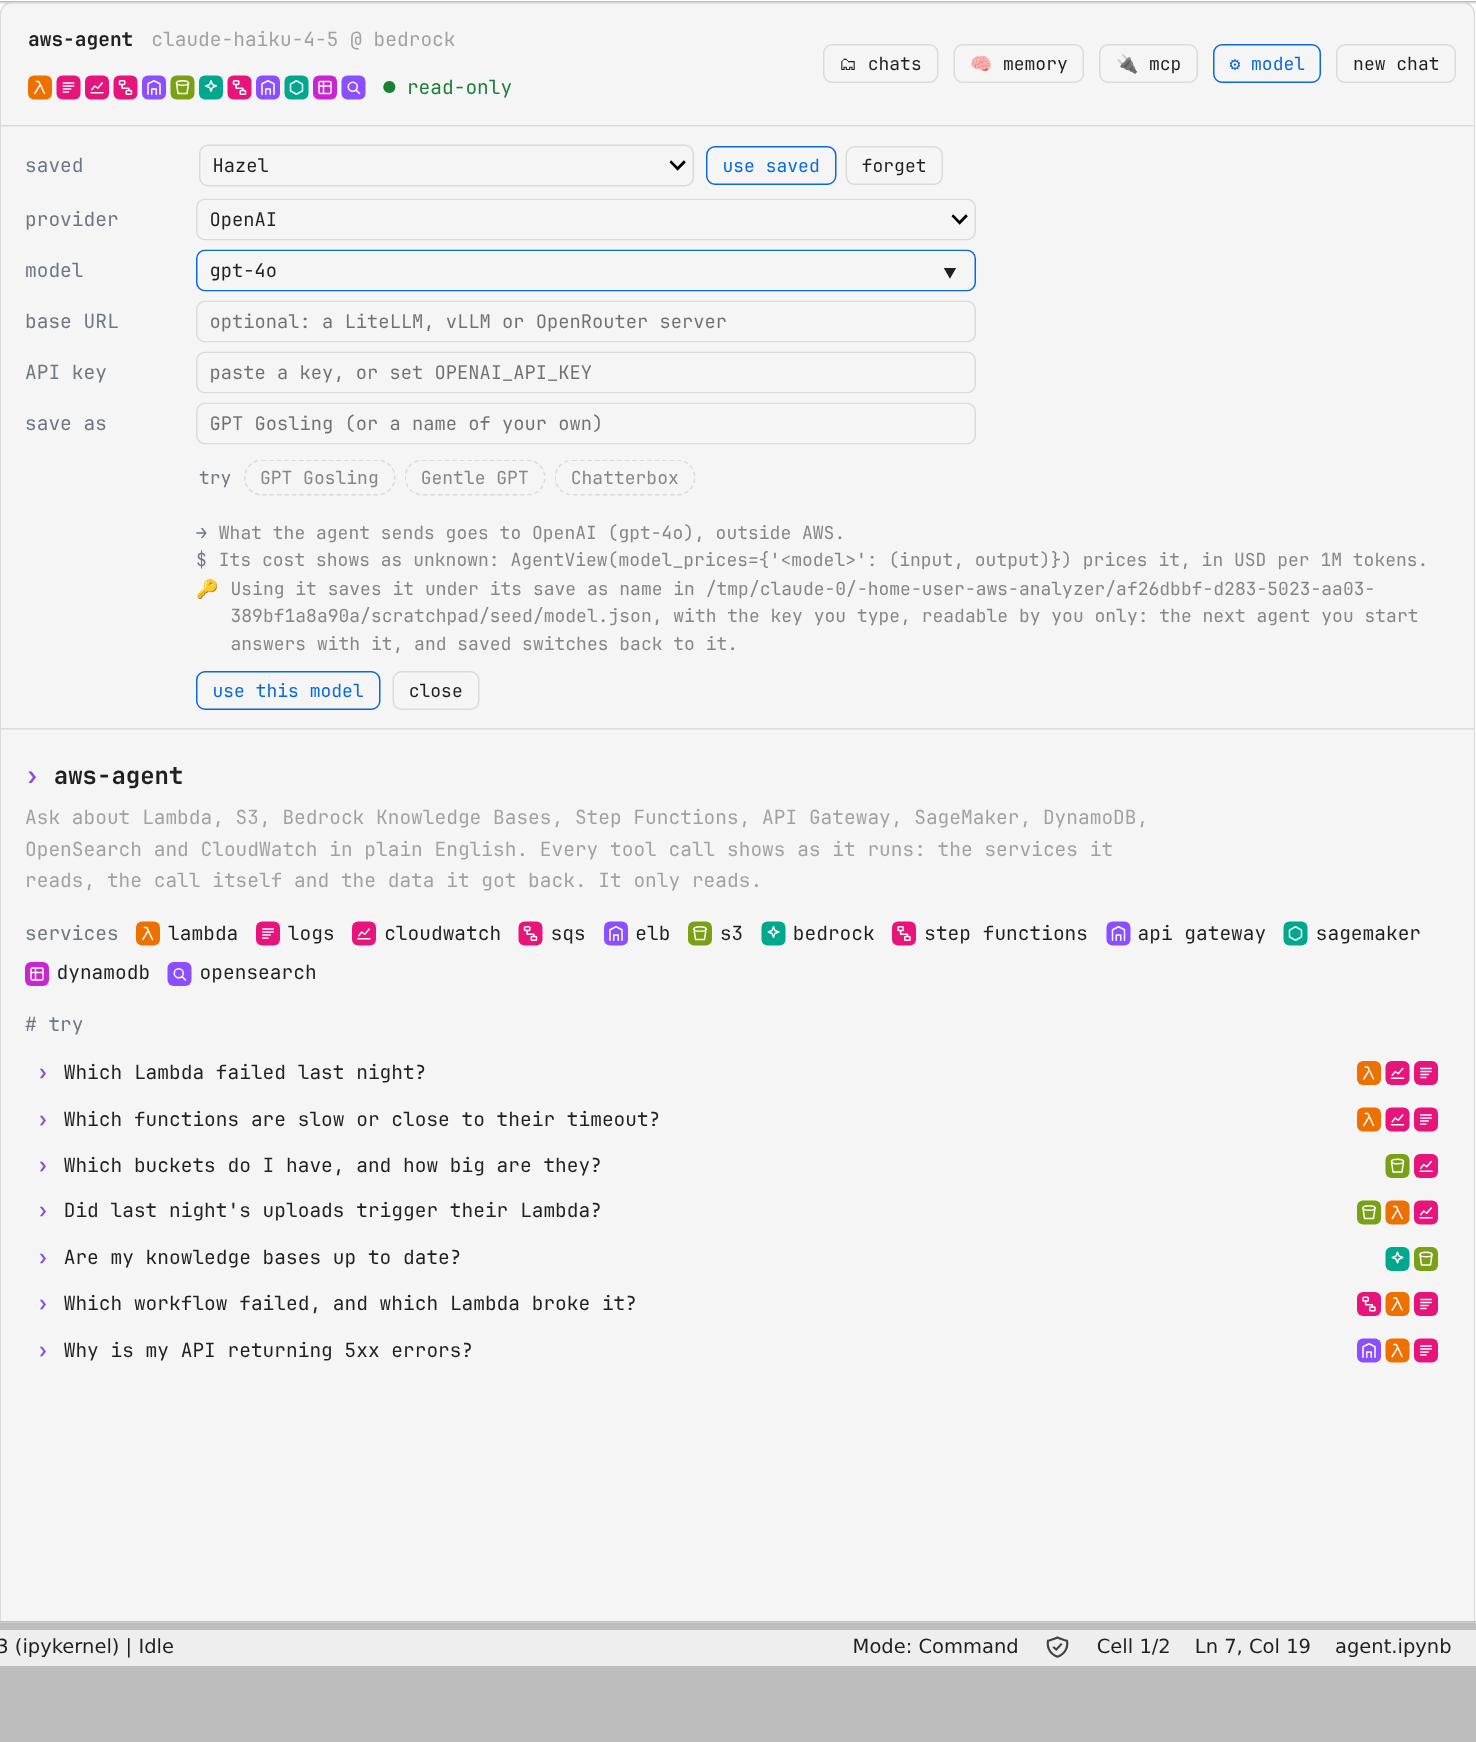 aws-agent claude-haiku-4-5 @ bedrock
read-only
chats memory mcp model new chat
saved Hazel use saved forget
provider OpenAI
model gpt-4o
base URL optional: a LiteLLM, vLLM or OpenRouter server
API key paste a key, or set OPENAI_API_KEY
save as GPT Gosling (or a name of your own)
try GPT Gosling Gentle GPT Chatterbox
→ What the agent sends goes to OpenAI (gpt-4o), outside AWS.
$ Its cost shows as unknown: AgentView(model_prices={'<model>': (input, output)}) prices it, in USD per 1M tokens.
Using it saves it under its save as name in /tmp/claude-0/-home-user-aws-analyzer/af26dbbf-d283-5023-aa03-
389bf1a8a90a/scratchpad/seed/model.json, with the key you type, readable by you only: the next agent you start
answers with it, and saved switches back to it.
use this model close
› aws-agent
Ask about Lambda, S3, Bedrock Knowledge Bases, Step Functions, API Gateway, SageMaker, DynamoDB,
OpenSearch and CloudWatch in plain English. Every tool call shows as it runs: the services it
reads, the call itself and the data it got back. It only reads.
services lambda logs cloudwatch sqs elb s3 bedrock step functions api gateway sagemaker
dynamodb opensearch
# try
› Which Lambda failed last night?
› Which functions are slow or close to their timeout?
› Which buckets do I have, and how big are they?
› Did last night's uploads trigger their Lambda?
› Are my knowledge bases up to date?
› Which workflow failed, and which Lambda broke it?
› Why is my API returning 5xx errors?
3 (ipykernel) | Idle Mode: Command Cell 1/2 Ln 7, Col 19 agent.ipynb